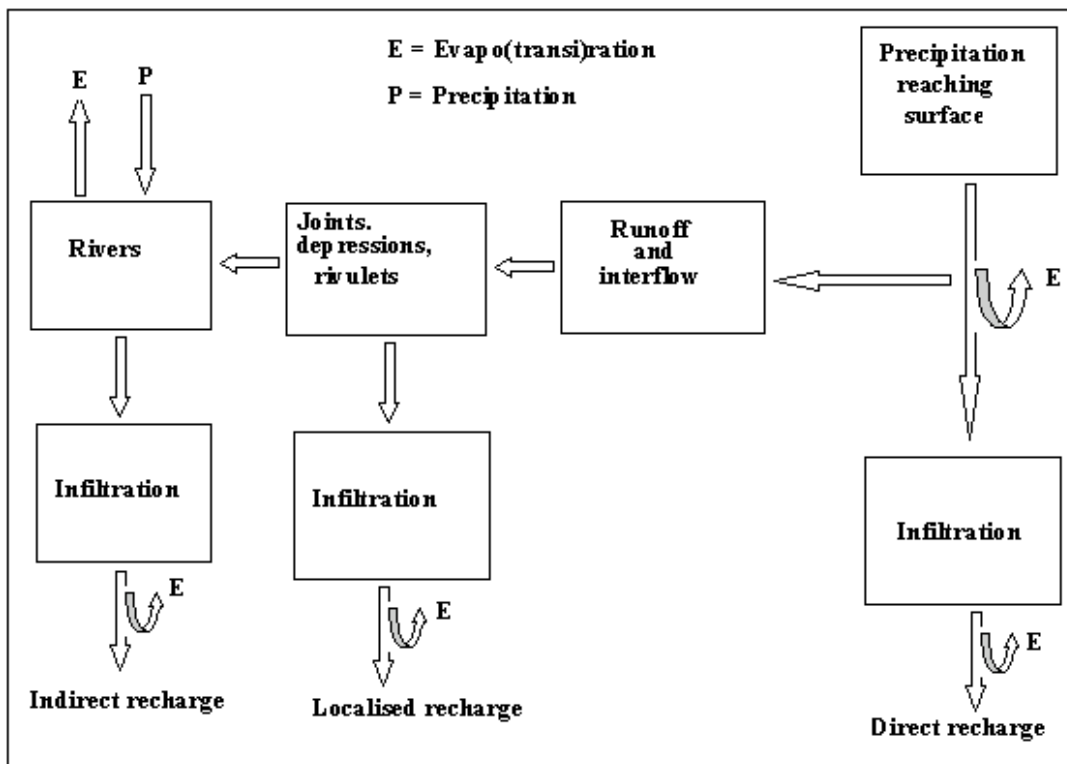 E = Evapo(transi)ration
P = Precipitation
Precipitation
reaching
surface
E
P
Rivers
Joints.
depressions,
rivulets
Runoff
and
interflow
E
Infiltration
Infiltration
Infiltration
E
E
E
Indirect recharge
Localised recharge
Direct recharge